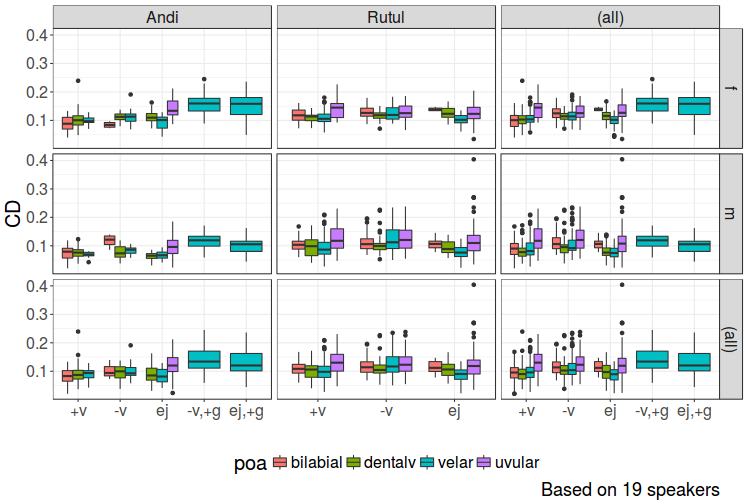 Andi Rutul (all)
0.4
0.3
0.2
0.1
f
0.4
0.3
0.2
0.1
m
CD
0.4
0.3
0.2
0.1
(all)
+v -v ej -v,+g ej,+g +v -v ej +v -v ej -v,+g ej,+g
poa bilabial dentalv velar uvular
Based on 19 speakers